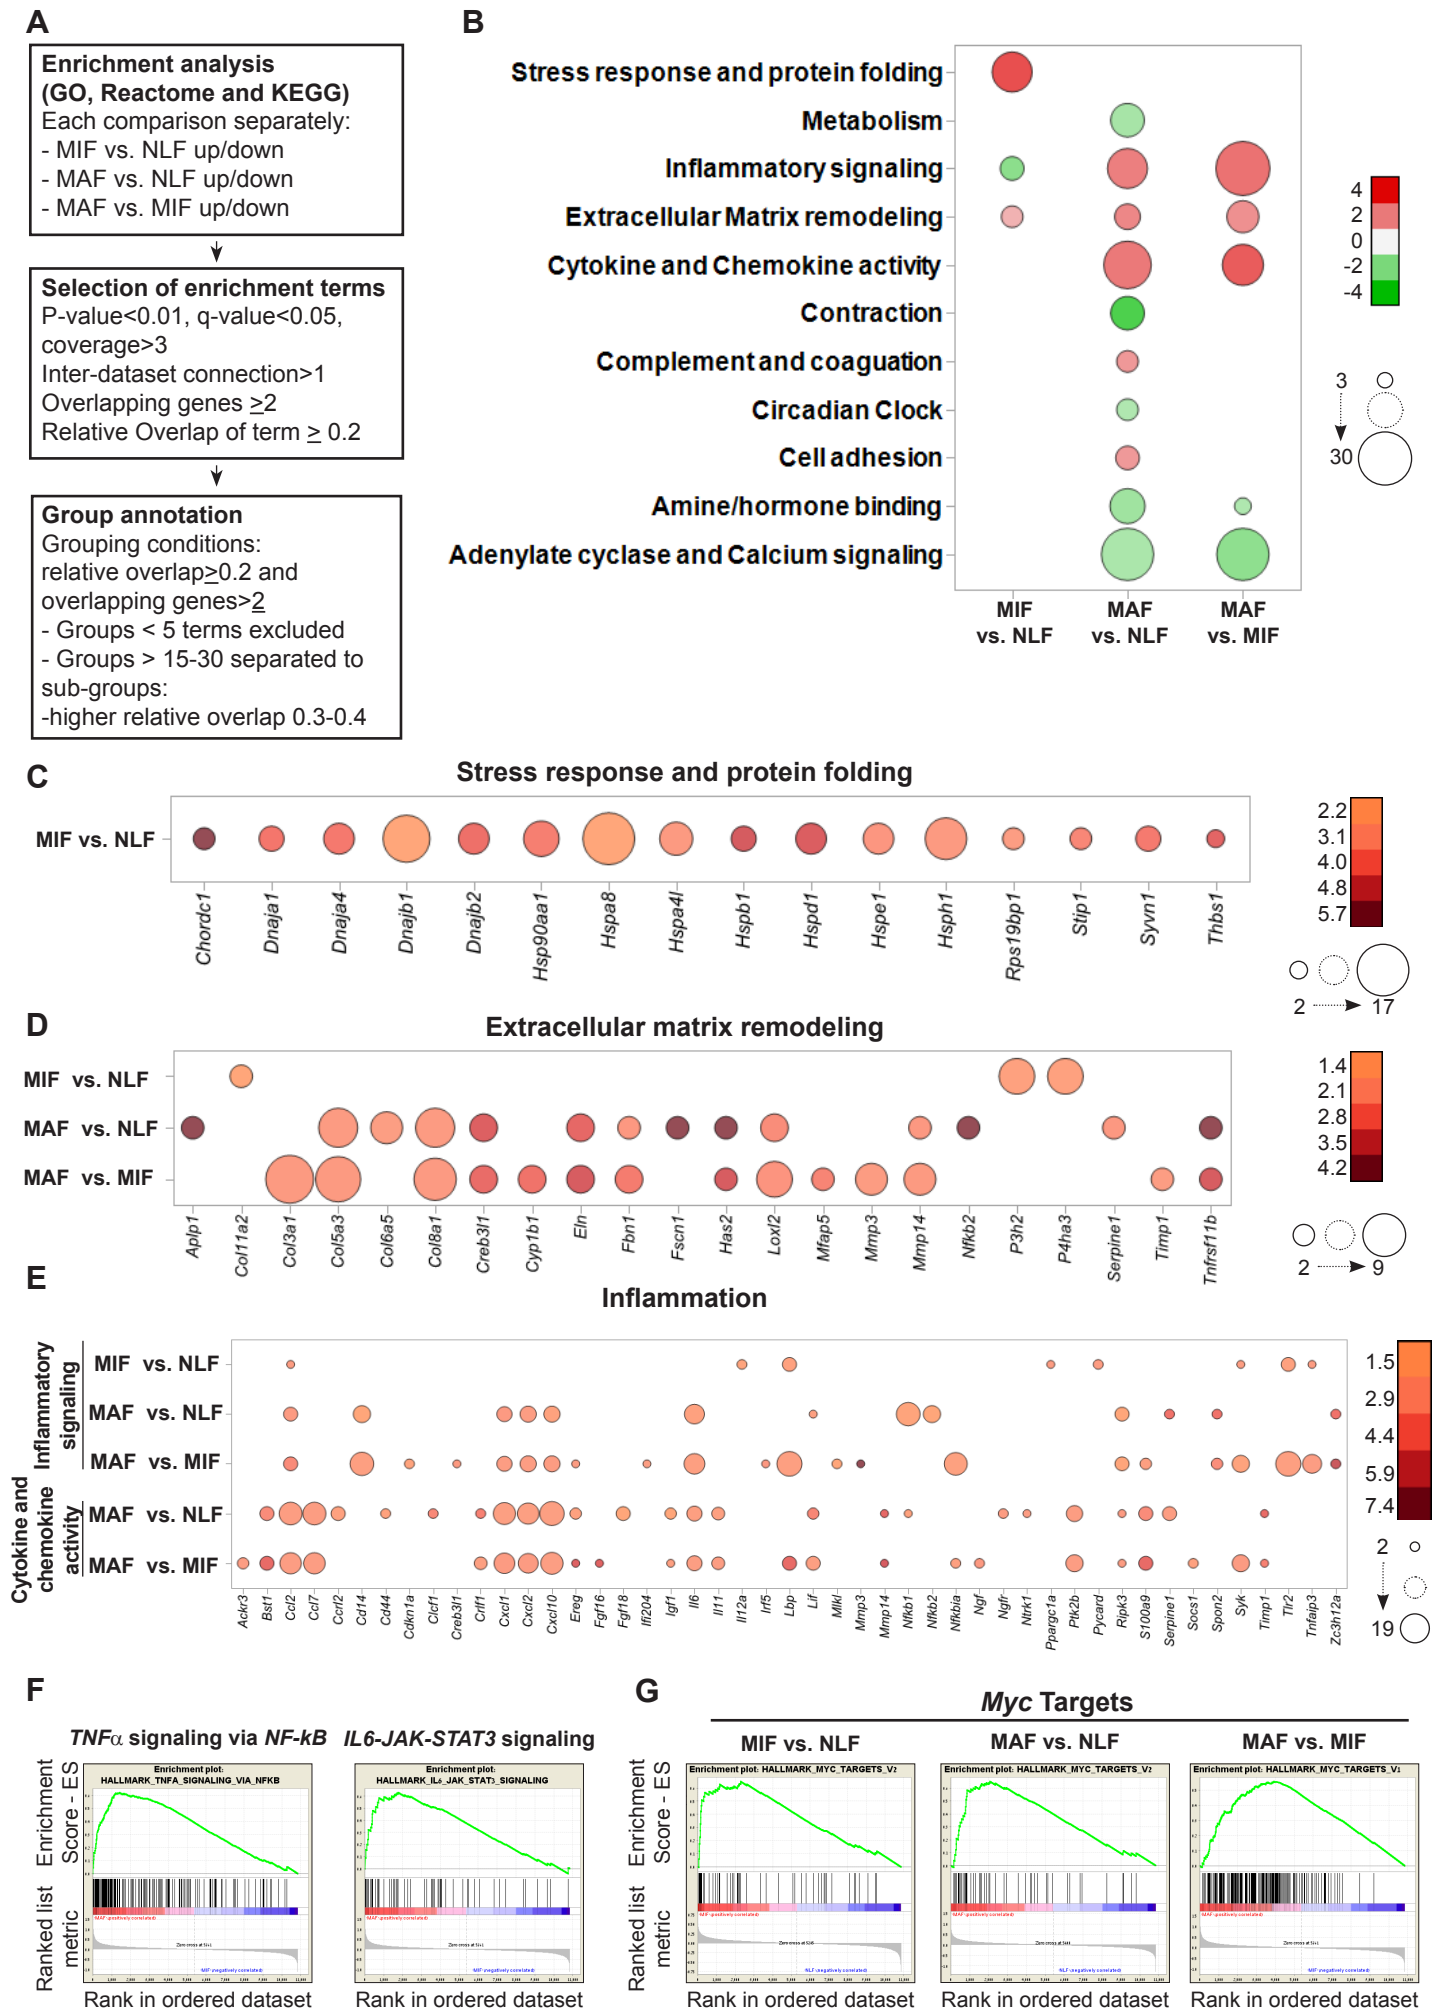 A
Enrichment analysis
(GO, Reactome and KEGG)
Each comparison separately:
- MIF vs. NLF up/down
- MAF vs. NLF up/down
- MAF vs. MIF up/down
Selection of enrichment terms
P-value<0.01, q-value<0.05,
coverage>3
Inter-dataset connection>1
Overlapping genes ≥2
Relative Overlap of term ≥ 0.2
Group annotation
Grouping conditions:
relative overlap≥0.2 and
overlapping genes>2
- Groups < 5 terms excluded
- Groups > 15-30 separated to
sub-groups:
-higher relative overlap 0.3-0.4
B
Stress response and protein folding
Metabolism
Inflammatory signaling
Extracellular Matrix remodeling
Cytokine and Chemokine activity
Contraction
Complement and coaguation
Circadian Clock
Cell adhesion
Amine/hormone binding
Adenylate cyclase and Calcium signaling
MIF
vs. NLF
MAF
vs. NLF
MAF
vs. MIF
4
2
0
-2
-4
3
30
C
Stress response and protein folding
MIF vs. NLF
Chordc1
Dnaja1
Dnaja4
Dnajb1
Dnajb2
Hsp90aa1
Hspa8
Hspa4l
Hspb1
Hspd1
Hspe1
Hsph1
Rps19bp1
Stip1
Syvn1
Thbs1
2.2
3.1
4.0
4.8
5.7
2
17
D
Extracellular matrix remodeling
MIF vs. NLF
MAF vs. NLF
MAF vs. MIF
Aplp1
Col11a2
Col3a1
Col5a3
Col6a5
Col8a1
Creb3l1
Cyp1b1
Eln
Fbn1
Fscn1
Has2
Loxl2
Mfap5
Mmp3
Mmp14
Nfkb2
P3h2
P4ha3
Serpine1
Timp1
Tnfrsf11b
1.4
2.1
2.8
3.5
4.2
2
9
E
Inflammation
Inflammatory
signaling
MIF vs. NLF
MAF vs. NLF
MAF vs. MIF
Cytokine and
chemokine
activity
MAF vs. NLF
MAF vs. MIF
Ackr3
Bst1
Ccl2
Ccl7
Ccrl2
Cd14
Cd44
Cdkn1a
Clcf1
Creb3l1
Crlf1
Cxcl1
Cxcl2
Cxcl10
Ereg
Fgf16
Fgf18
Ifi204
Igf1
Il6
Il11
Il12a
Irf5
Lbp
Lif
Mlkl
Mmp3
Mmp14
Nfkb1
Nfkb2
Nfkbia
Ngf
Ngfr
Ntrk1
Ppargc1a
Ptk2b
Pycard
Ripk3
S100a9
Serpine1
Socs1
Spon2
Syk
Timp1
Tlr2
Tnfaip3
Zc3h12a
1.5
2.9
4.4
5.9
7.4
2
19
F
TNFα signaling via NF-kB
IL6-JAK-STAT3 signaling
Enrichment
Score - ES
Ranked list
metric
Enrichment plot:
HALLMARK_TNFA_SIGNALING_VIA_NFKB
Enrichment plot:
HALLMARK_IL6_JAK_STAT3_SIGNALING
Rank in ordered dataset
Rank in ordered dataset
G
Myc Targets
MIF vs. NLF
MAF vs. NLF
MAF vs. MIF
Enrichment
Score - ES
Ranked list
metric
Enrichment plot: HALLMARK_MYC_TARGETS_V2
Enrichment plot: HALLMARK_MYC_TARGETS_V2
Enrichment plot: HALLMARK_MYC_TARGETS_V1
Rank in ordered dataset
Rank in ordered dataset
Rank in ordered dataset